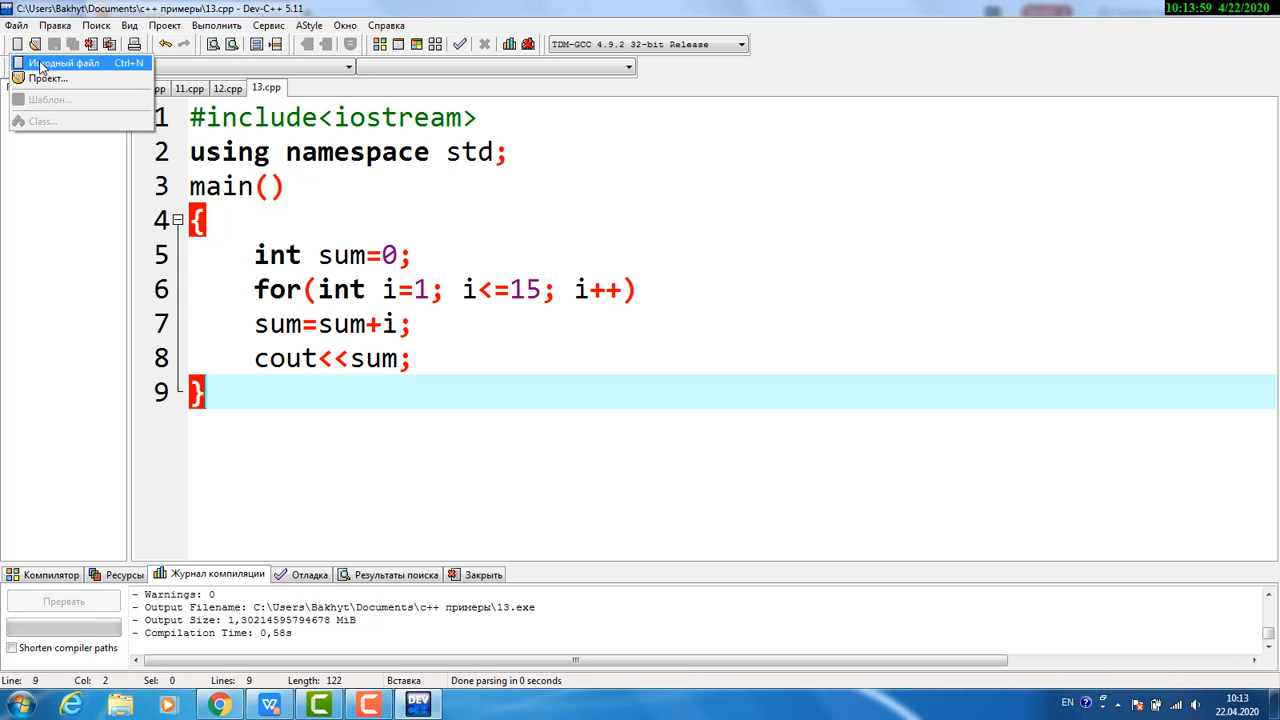 C:\Users\Bakhyt\Documents\c++ примеры\13.cpp - Dev-C++ 5.11
10:13:59 4/22/2020
Файл Правка Поиск Вид Проект Выполнить Сервис AStyle Окно Справка
TDM-GCC 4.9.2 32-bit Release
Исходный файл Ctrl+N
Проект...
Шаблон...
Class...
pp 11.cpp 12.cpp 13.cpp
1 #include<iostream>
2 using namespace std;
3 main()
4 {
5 int sum=0;
6 for(int i=1; i<=15; i++)
7 sum=sum+i;
8 cout<<sum;
9 }
Компилятор Ресурсы Журнал компиляции Отладка Результаты поиска Закрыть
Прервать
Shorten compiler paths
- Warnings: 0
- Output Filename: C:\Users\Bakhyt\Documents\c++ примеры\13.exe
- Output Size: 1,30214595794678 MiB
- Compilation Time: 0,58s
Line: 9 Col: 2 Sel: 0 Lines: 9 Length: 122 Вставка Done parsing in 0 seconds
EN 10:13
22.04.2020